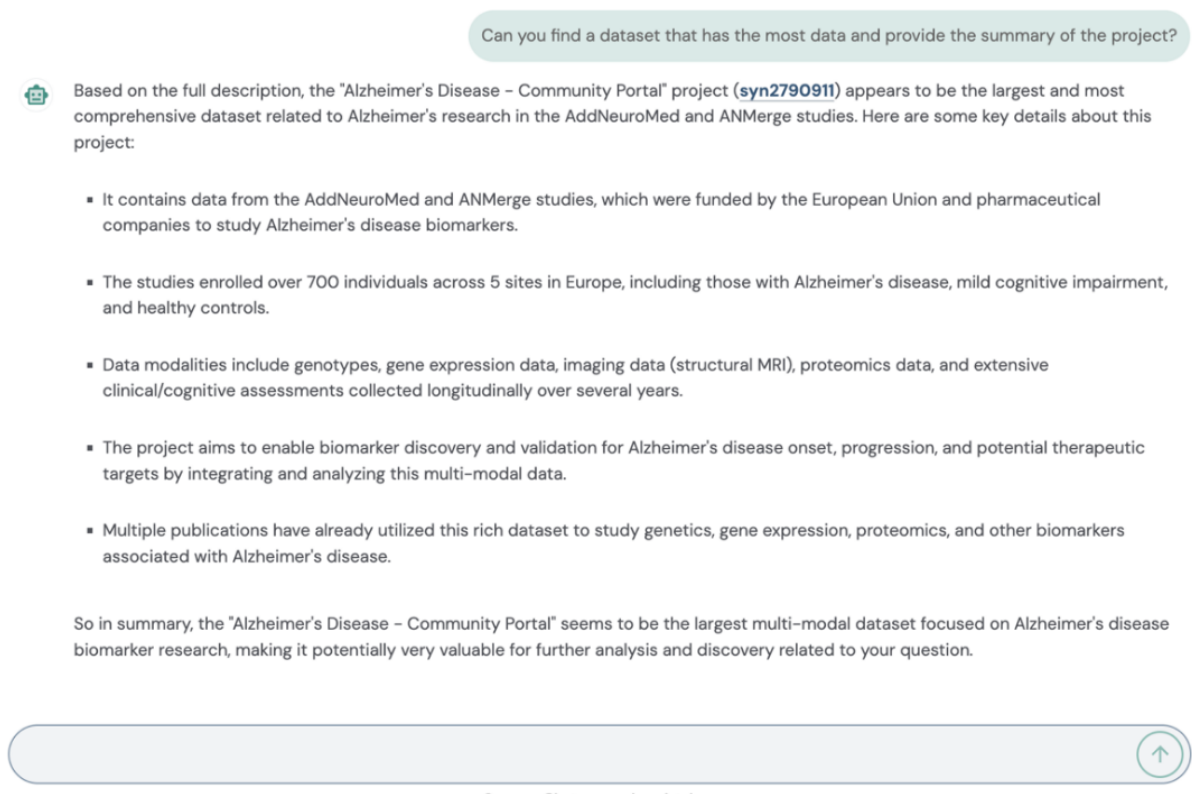 Can you find a dataset that has the most data and provide the summary of the project?
Based on the full description, the "Alzheimer's Disease - Community Portal" project (syn2790911) appears to be the largest and most
comprehensive dataset related to Alzheimer's research in the AddNeuroMed and ANMerge studies. Here are some key details about this
project:
▪ It contains data from the AddNeuroMed and ANMerge studies, which were funded by the European Union and pharmaceutical
companies to study Alzheimer's disease biomarkers.
▪ The studies enrolled over 700 individuals across 5 sites in Europe, including those with Alzheimer's disease, mild cognitive impairment,
and healthy controls.
▪ Data modalities include genotypes, gene expression data, imaging data (structural MRI), proteomics data, and extensive
clinical/cognitive assessments collected longitudinally over several years.
▪ The project aims to enable biomarker discovery and validation for Alzheimer's disease onset, progression, and potential therapeutic
targets by integrating and analyzing this multi-modal data.
▪ Multiple publications have already utilized this rich dataset to study genetics, gene expression, proteomics, and other biomarkers
associated with Alzheimer's disease.
So in summary, the "Alzheimer's Disease - Community Portal" seems to be the largest multi-modal dataset focused on Alzheimer's disease
biomarker research, making it potentially very valuable for further analysis and discovery related to your question.